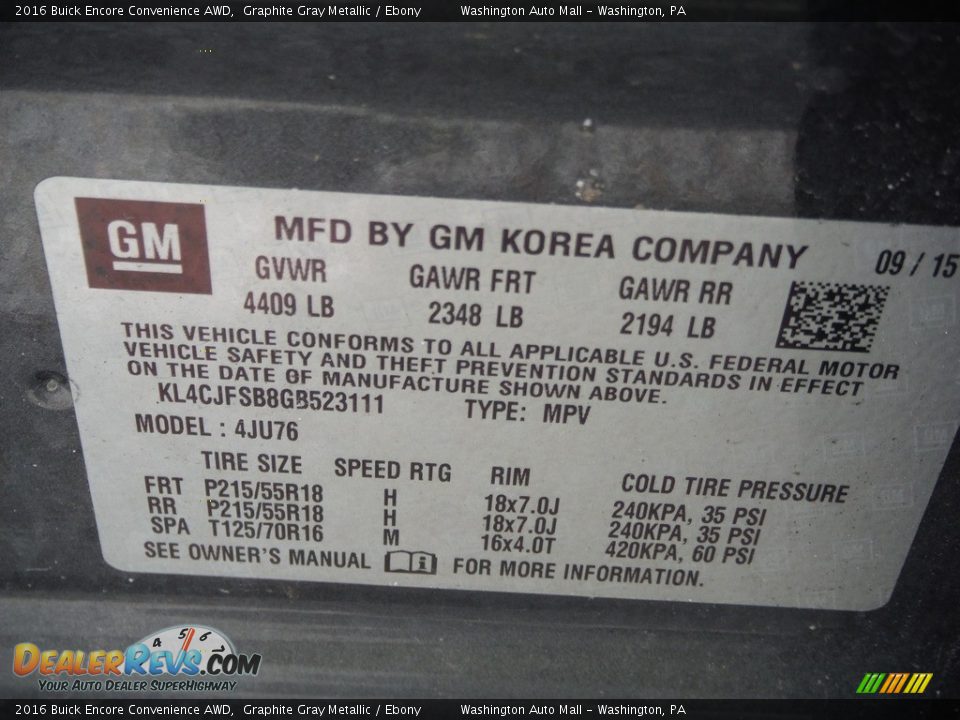 2016 Buick Encore Convenience AWD, Graphite Gray Metallic / Ebony Washington Auto Mall – Washington, PA
GM MFD BY GM KOREA COMPANY 09 / 15
GVWR GAWR FRT GAWR RR
4409 LB 2348 LB 2194 LB
THIS VEHICLE CONFORMS TO ALL APPLICABLE U.S. FEDERAL MOTOR
VEHICLE SAFETY AND THEFT PREVENTION STANDARDS IN EFFECT
ON THE DATE OF MANUFACTURE SHOWN ABOVE.
KL4CJFSB8GB523111 TYPE: MPV
MODEL : 4JU76
TIRE SIZE SPEED RTG RIM COLD TIRE PRESSURE
FRT P215/55R18 H 18x7.0J 240KPA, 35 PSI
RR P215/55R18 H 18x7.0J 240KPA, 35 PSI
SPA T125/70R16 M 16x4.0T 420KPA, 60 PSI
SEE OWNER'S MANUAL FOR MORE INFORMATION.
4 5 6
DealerRevs.com
Your Auto Dealer SuperHighway
2016 Buick Encore Convenience AWD, Graphite Gray Metallic / Ebony Washington Auto Mall – Washington, PA